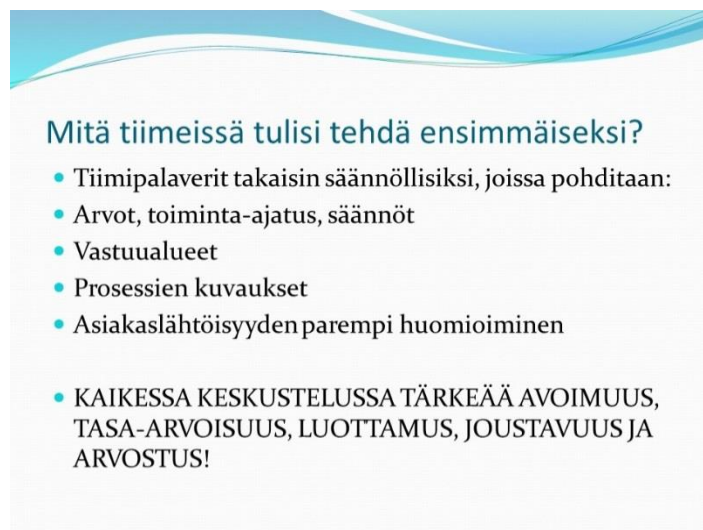 Mitä tiimeissä tulisi tehdä ensimmäiseksi?
• Tiimipalaverit takaisin säännöllisiksi, joissa pohditaan:
• Arvot, toiminta-ajatus, säännöt
• Vastuualueet
• Prosessien kuvaukset
• Asiakaslähtöisyyden parempi huomioiminen
• KAIKESSA KESKUSTELUSSA TÄRKEÄÄ AVOIMUUS,
TASA-ARVOISUUS, LUOTTAMUS, JOUSTAVUUS JA
ARVOSTUS!